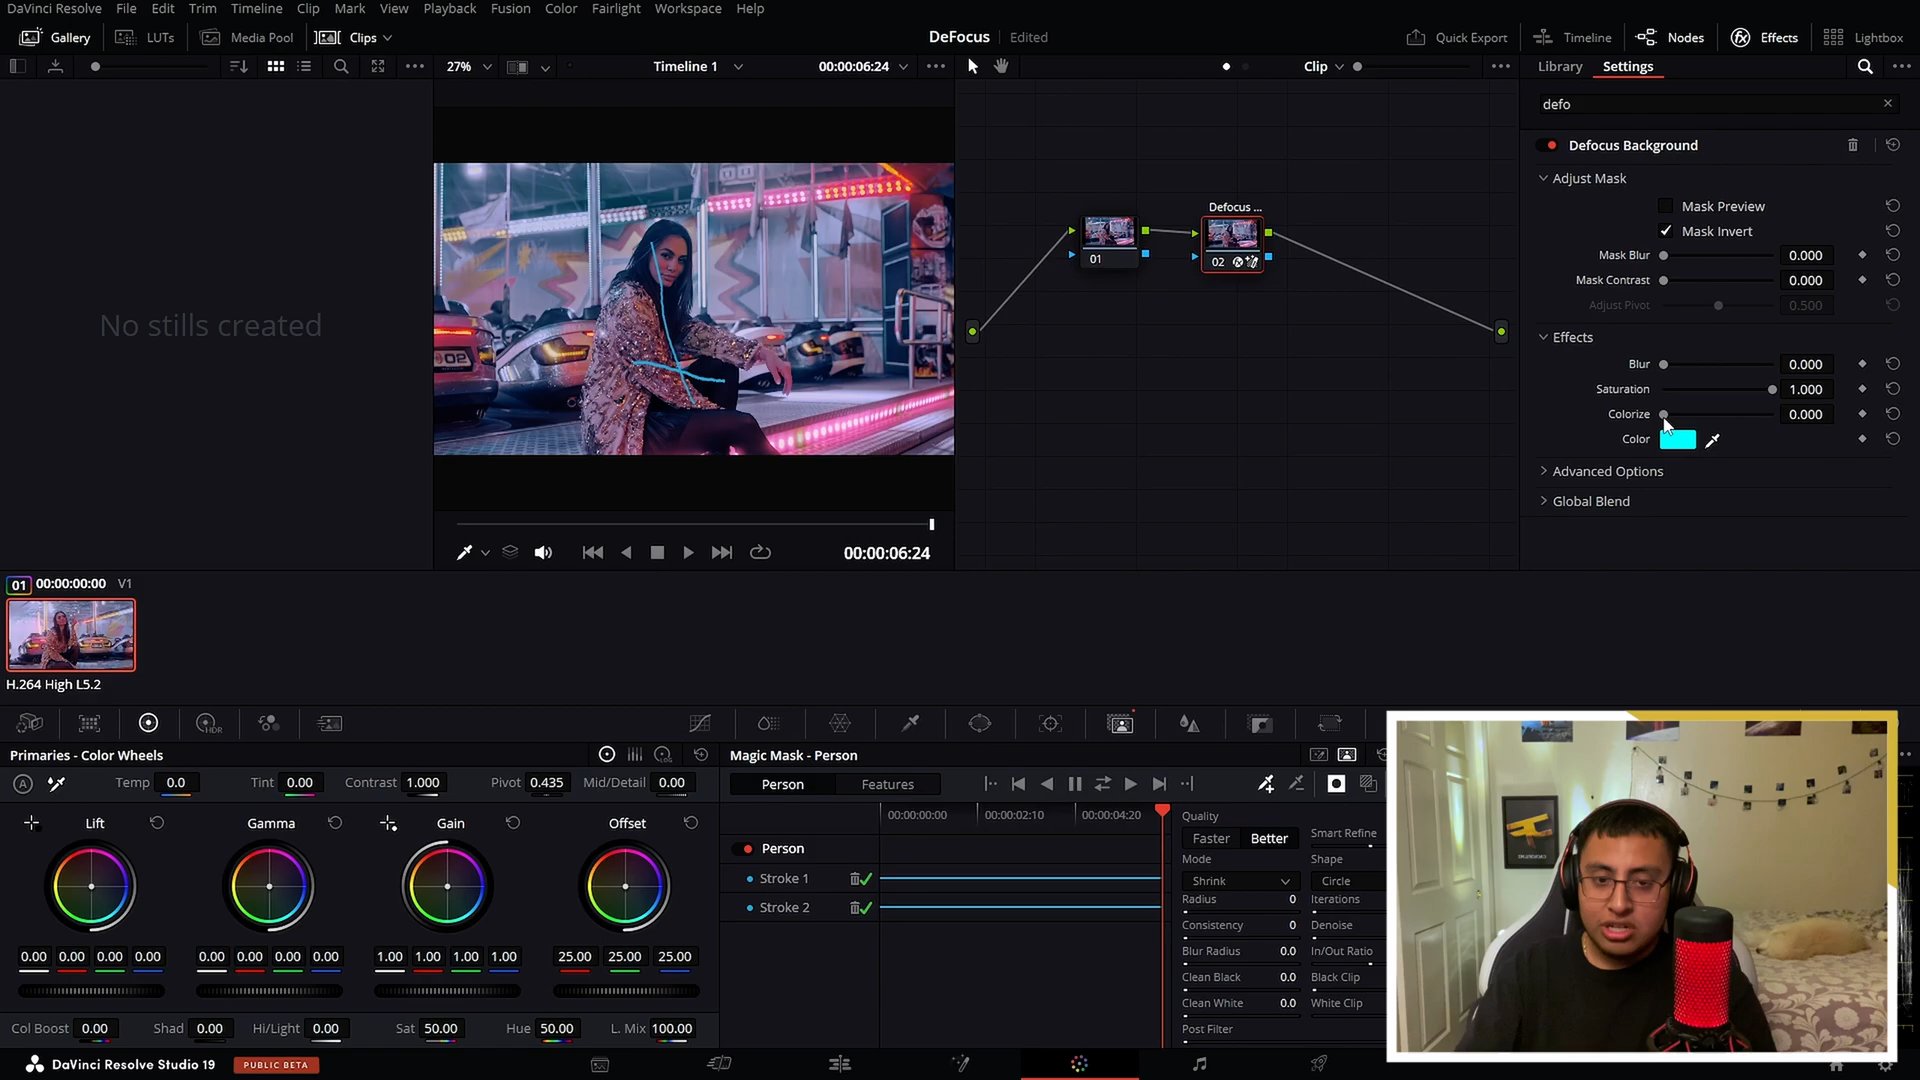 DaVinci Resolve File Edit Trim Timeline Clip Mark View Playback Fusion Color Fairlight Workspace Help
Gallery LUTs Media Pool Clips DeFocus Edited Quick Export Timeline Nodes Effects Lightbox
27% Timeline 1 00:00:06:24 Clip Library Settings
defo
Defocus Background
Adjust Mask
Mask Preview
Mask Invert
Mask Blur 0.000
Mask Contrast 0.000
Adjust Pivot 0.500
Effects
Blur 0.000
Saturation 1.000
Colorize 0.000
Color
Advanced Options
Global Blend
No stills created
Defocus ...
01
02
02
00:00:06:24
01 00:00:00:00 V1
H.264 High L5.2
Primaries - Color Wheels
A Temp 0.0 Tint 0.00 Contrast 1.000 Pivot 0.435 Mid/Detail 0.00
Lift Gamma Gain Offset
0.00 0.00 0.00 0.00 0.00 0.00 0.00 0.00 1.00 1.00 1.00 1.00 25.00 25.00 25.00
Col Boost 0.00 Shad 0.00 Hi/Light 0.00 Sat 50.00 Hue 50.00 L. Mix 100.00
HDR
LOG
Magic Mask - Person
Person Features
00:00:00:00 00:00:02:10 00:00:04:20
Person
Stroke 1
Stroke 2
Quality
Faster Better Smart Refine
Mode Shape
Shrink Circle
Radius 0 Iterations
Consistency 0 Denoise
Blur Radius 0.0 In/Out Ratio
Clean Black 0.0 Black Clip
Clean White 0.0 White Clip
Post Filter
DaVinci Resolve Studio 19 PUBLIC BETA